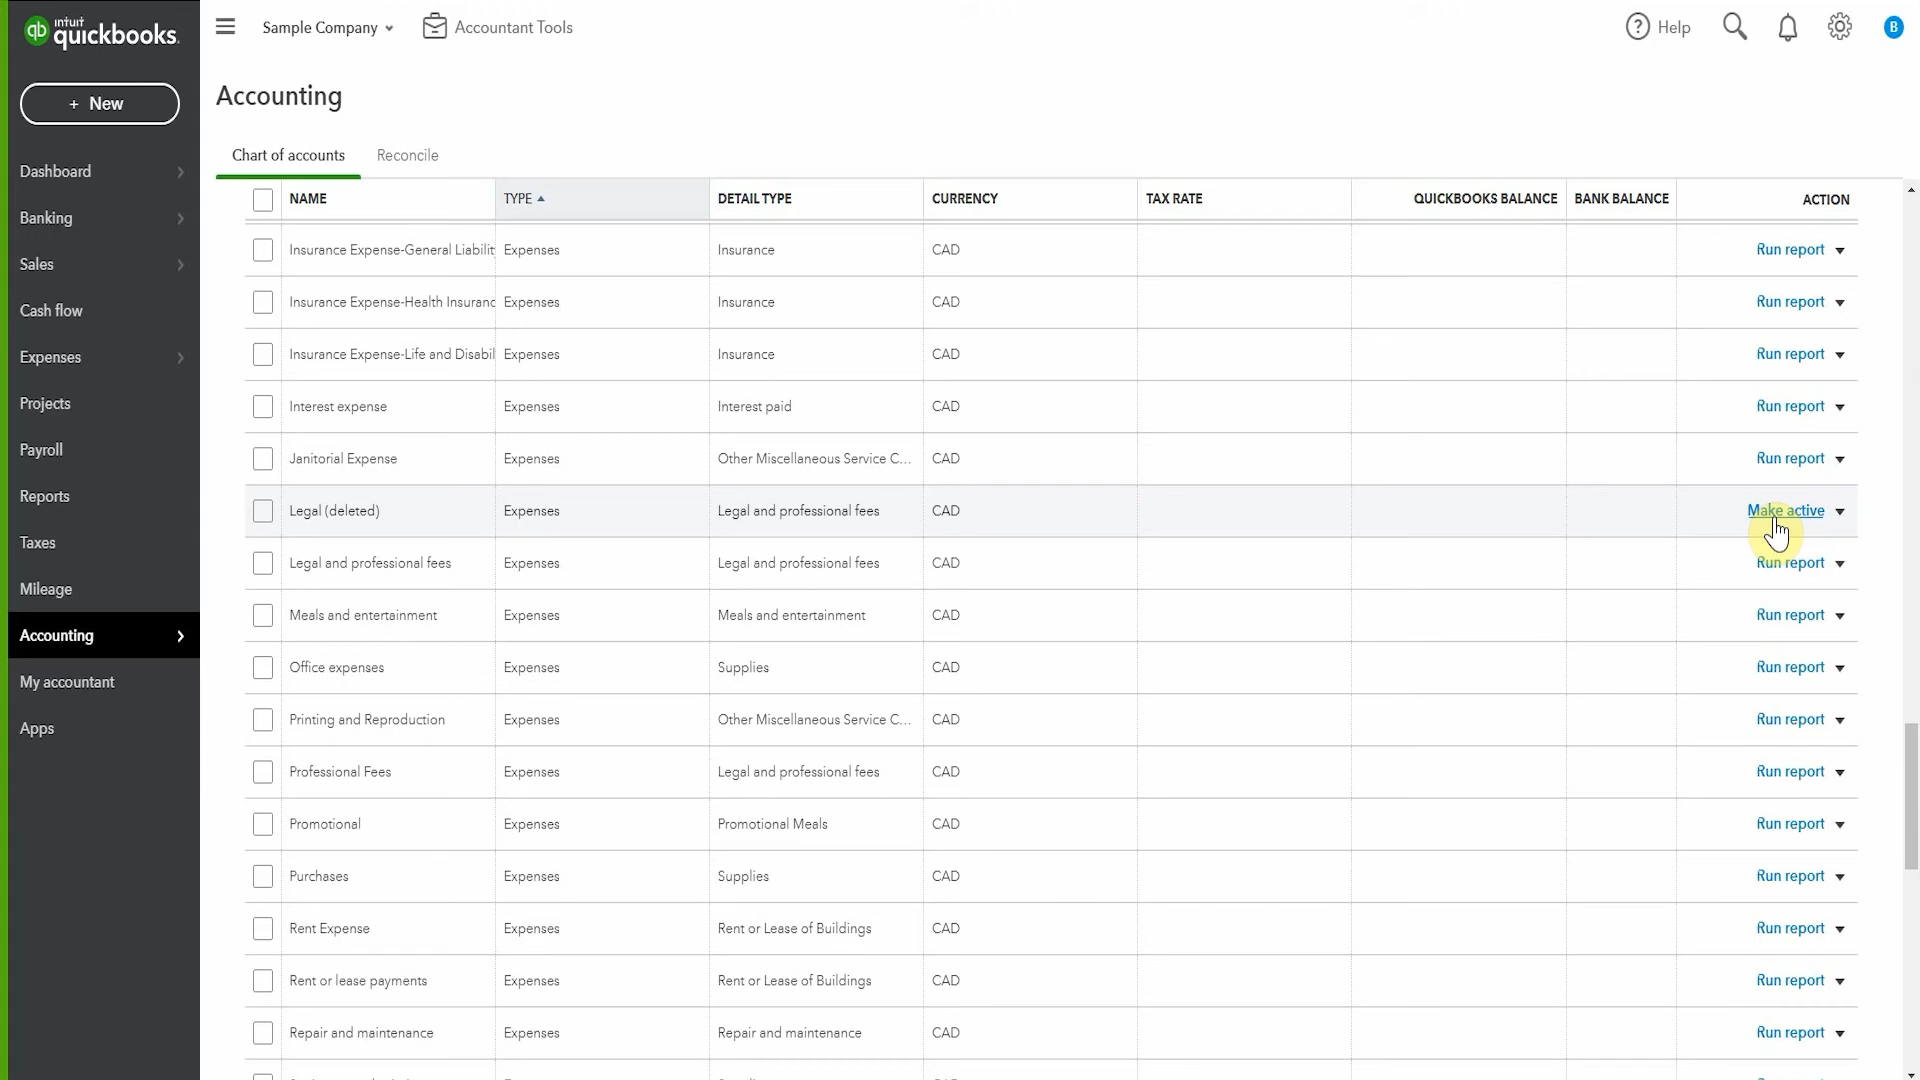 intuit
quickbooks.
Sample Company
Accountant Tools
Help
B
+ New
Accounting
Chart of accounts
Reconcile
Dashboard
Banking
Sales
Cash flow
Expenses
Projects
Payroll
Reports
Taxes
Mileage
Accounting
My accountant
Apps
NAME TYPE DETAIL TYPE CURRENCY TAX RATE QUICKBOOKS BALANCE BANK BALANCE ACTION
Insurance Expense-General Liabilit Expenses Insurance CAD Run report
Insurance Expense-Health Insuranc Expenses Insurance CAD Run report
Insurance Expense-Life and Disabil Expenses Insurance CAD Run report
Interest expense Expenses Interest paid CAD Run report
Janitorial Expense Expenses Other Miscellaneous Service C... CAD Run report
Legal (deleted) Expenses Legal and professional fees CAD Make active
Legal and professional fees Expenses Legal and professional fees CAD Run report
Meals and entertainment Expenses Meals and entertainment CAD Run report
Office expenses Expenses Supplies CAD Run report
Printing and Reproduction Expenses Other Miscellaneous Service C... CAD Run report
Professional Fees Expenses Legal and professional fees CAD Run report
Promotional Expenses Promotional Meals CAD Run report
Purchases Expenses Supplies CAD Run report
Rent Expense Expenses Rent or Lease of Buildings CAD Run report
Rent or lease payments Expenses Rent or Lease of Buildings CAD Run report
Repair and maintenance Expenses Repair and maintenance CAD Run report